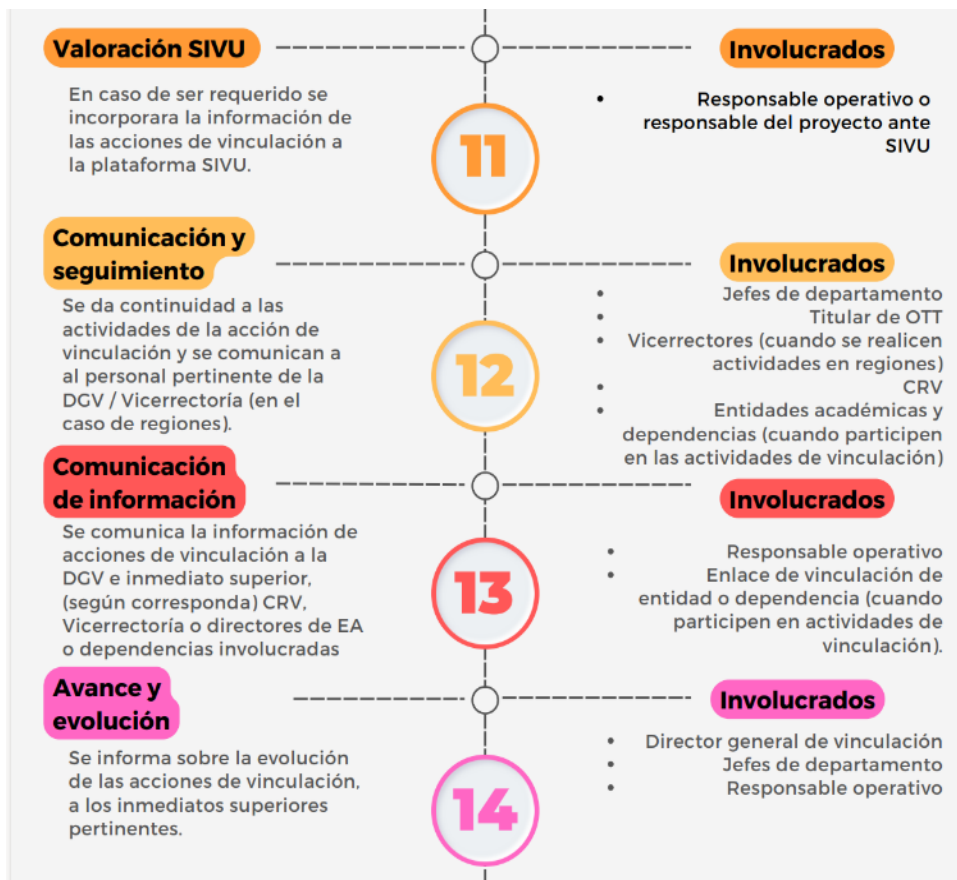 Valoración SIVU
En caso de ser requerido se
incorporara la información de
las acciones de vinculación a
la plataforma SIVU.
11
Involucrados
• Responsable operativo o
responsable del proyecto ante
SIVU
Comunicación y
seguimiento
Se da continuidad a las
actividades de la acción de
vinculación y se comunican a
al personal pertinente de la
DGV / Vicerrectoría (en el
caso de regiones).
12
Involucrados
• Jefes de departamento
• Titular de OTT
• Vicerrectores (cuando se realicen
actividades en regiones)
• CRV
• Entidades académicas y
dependencias (cuando participen
en las actividades de vinculación)
Comunicación
de información
Se comunica la información de
acciones de vinculación a la
DGV e inmediato superior,
(según corresponda) CRV,
Vicerrectoría o directores de EA
o dependencias involucradas
13
Involucrados
• Responsable operativo
• Enlace de vinculación de
entidad o dependencia (cuando
participen en actividades de
vinculación).
Avance y
evolución
Se informa sobre la evolución
de las acciones de vinculación,
a los inmediatos superiores
pertinentes.
14
Involucrados
• Director general de vinculación
• Jefes de departamento
• Responsable operativo